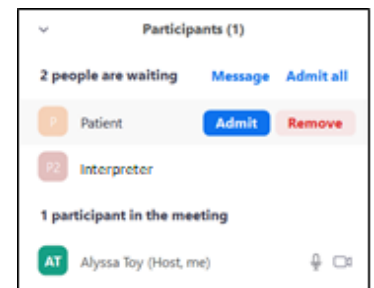 Participants (1)
2 people are waiting Message Admit all
P Patient Admit Remove
P2 Interpreter
1 participant in the meeting
AT Alyssa Toy (Host, me)